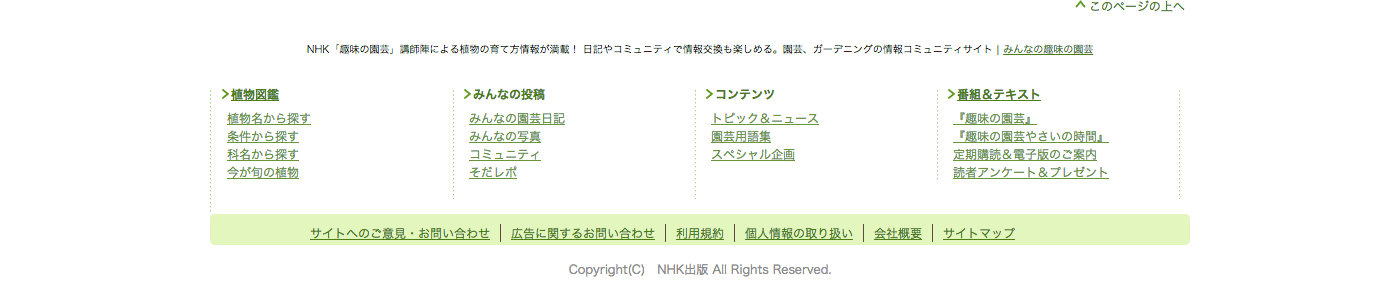 このページの上へ
NHK「趣味の園芸」講師陣による植物の育て方情報が満載! 日記やコミュニティで情報交換も楽しめる。園芸、ガーデニングの情報コミュニティサイト | みんなの趣味の園芸
植物図鑑
植物名から探す
条件から探す
科名から探す
今が旬の植物
みんなの投稿
みんなの園芸日記
みんなの写真
コミュニティ
そだレポ
コンテンツ
トピック＆ニュース
園芸用語集
スペシャル企画
番組＆テキスト
『趣味の園芸』
『趣味の園芸やさいの時間』
定期購読＆電子版のご案内
読者アンケート＆プレゼント
サイトへのご意見・お問い合わせ | 広告に関するお問い合わせ | 利用規約 | 個人情報の取り扱い | 会社概要 | サイトマップ
Copyright(C)　NHK出版 All Rights Reserved.